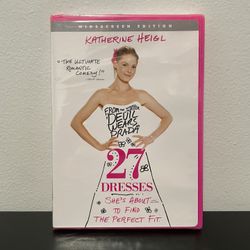 WIDESCREEN EDITION
KATHERINE HEIGL
"THE ULTIMATE
ROMANTIC
COMEDY!"
FROM THE WRITER
DEVIL
WEARS
PRADA
27
DRESSES
SHE'S ABOUT
TO FIND
THE PERFECT FIT